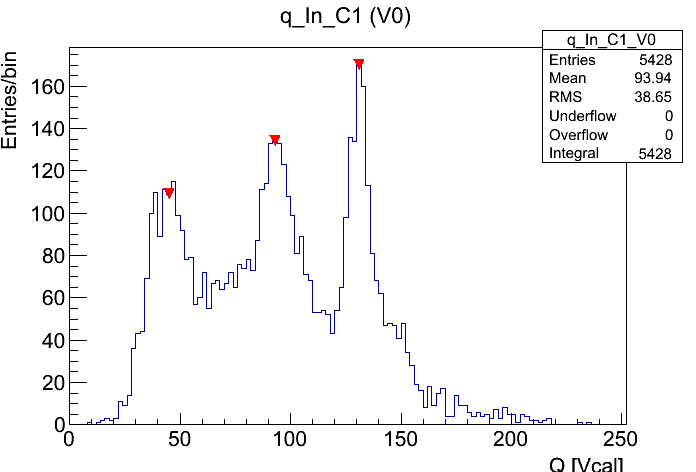 q_In_C1 (V0)
q_In_C1_V0
Entries 5428
Mean 93.94
RMS 38.65
Underflow 0
Overflow 0
Integral 5428
Entries/bin
160
140
120
100
80
60
40
20
0
0 50 100 150 200 250
Q [Vcal]